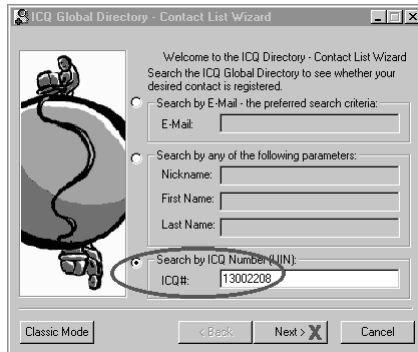 ICQ Global Directory - Contact List Wizard
Welcome to the ICQ Directory - Contact List Wizard
Search the ICQ Global Directory to see whether your
desired contact is registered.
Search by E-Mail - the preferred search criteria:
E-Mail:
Search by any of the following parameters:
Nickname:
First Name:
Last Name:
Search by ICQ Number (UIN):
ICQ#: 13002208
Classic Mode < Back Next > Cancel